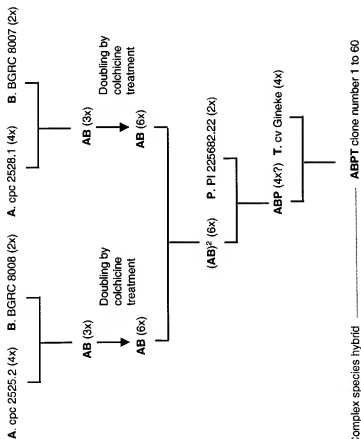 A. cpc 2525.2 (4x) B. BGRC 8008 (2x) A. cpc 2528.1 (4x) B. BGRC 8007 (2x)
AB (3x) Doubling by colchicine treatment AB (3x) Doubling by colchicine treatment
AB (6x) AB (6x)
(AB)² (6x) P. PI 225682.22 (2x)
ABP (4x?) T. cv Gineke (4x)
omplex species hybrid ABPT clone number 1 to 60